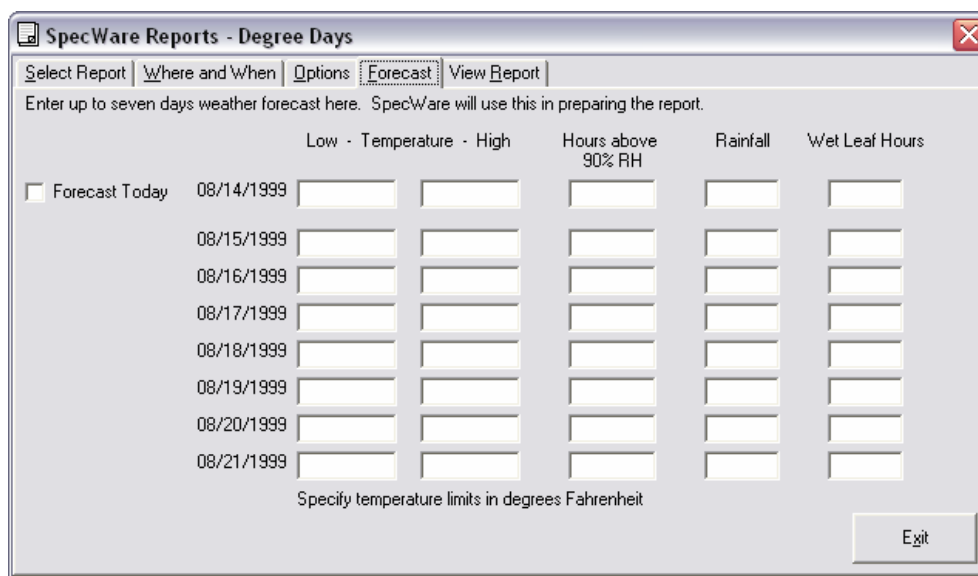 SpecWare Reports - Degree Days
Select Report Where and When Options Forecast View Report
Enter up to seven days weather forecast here. SpecWare will use this in preparing the report.
Low - Temperature - High Hours above 90% RH Rainfall Wet Leaf Hours
Forecast Today 08/14/1999
08/15/1999
08/16/1999
08/17/1999
08/18/1999
08/19/1999
08/20/1999
08/21/1999
Specify temperature limits in degrees Fahrenheit
Exit